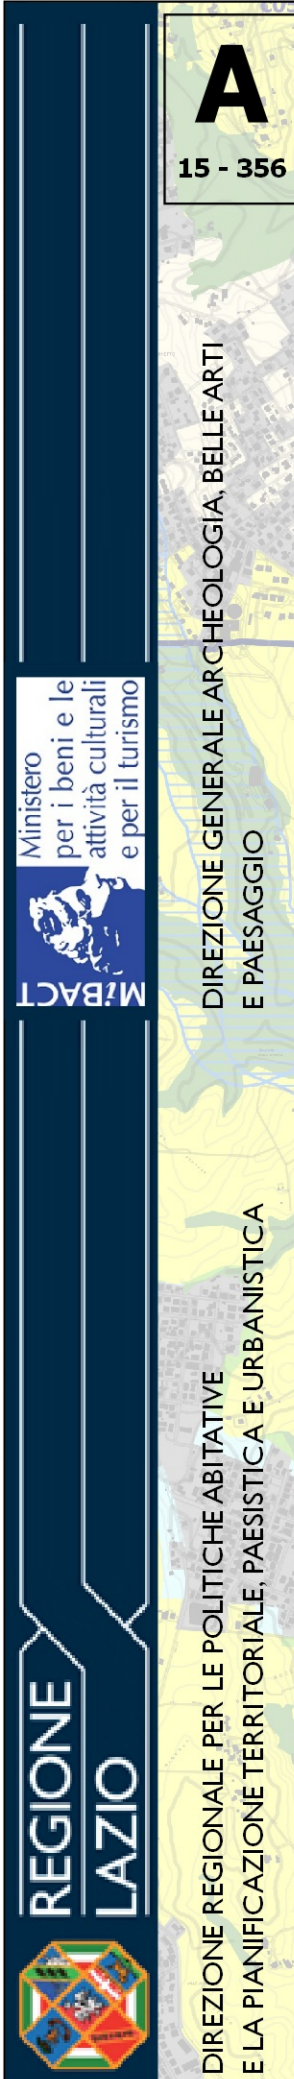 A
15 - 356
REGIONE
LAZIO
MiBACT
Ministero
per i beni e le
attività culturali
e per il turismo
DIREZIONE REGIONALE PER LE POLITICHE ABITATIVE
E LA PIANIFICAZIONE TERRITORIALE, PAESISTICA E URBANISTICA
DIREZIONE GENERALE ARCHEOLOGIA, BELLE ARTI
E PAESAGGIO